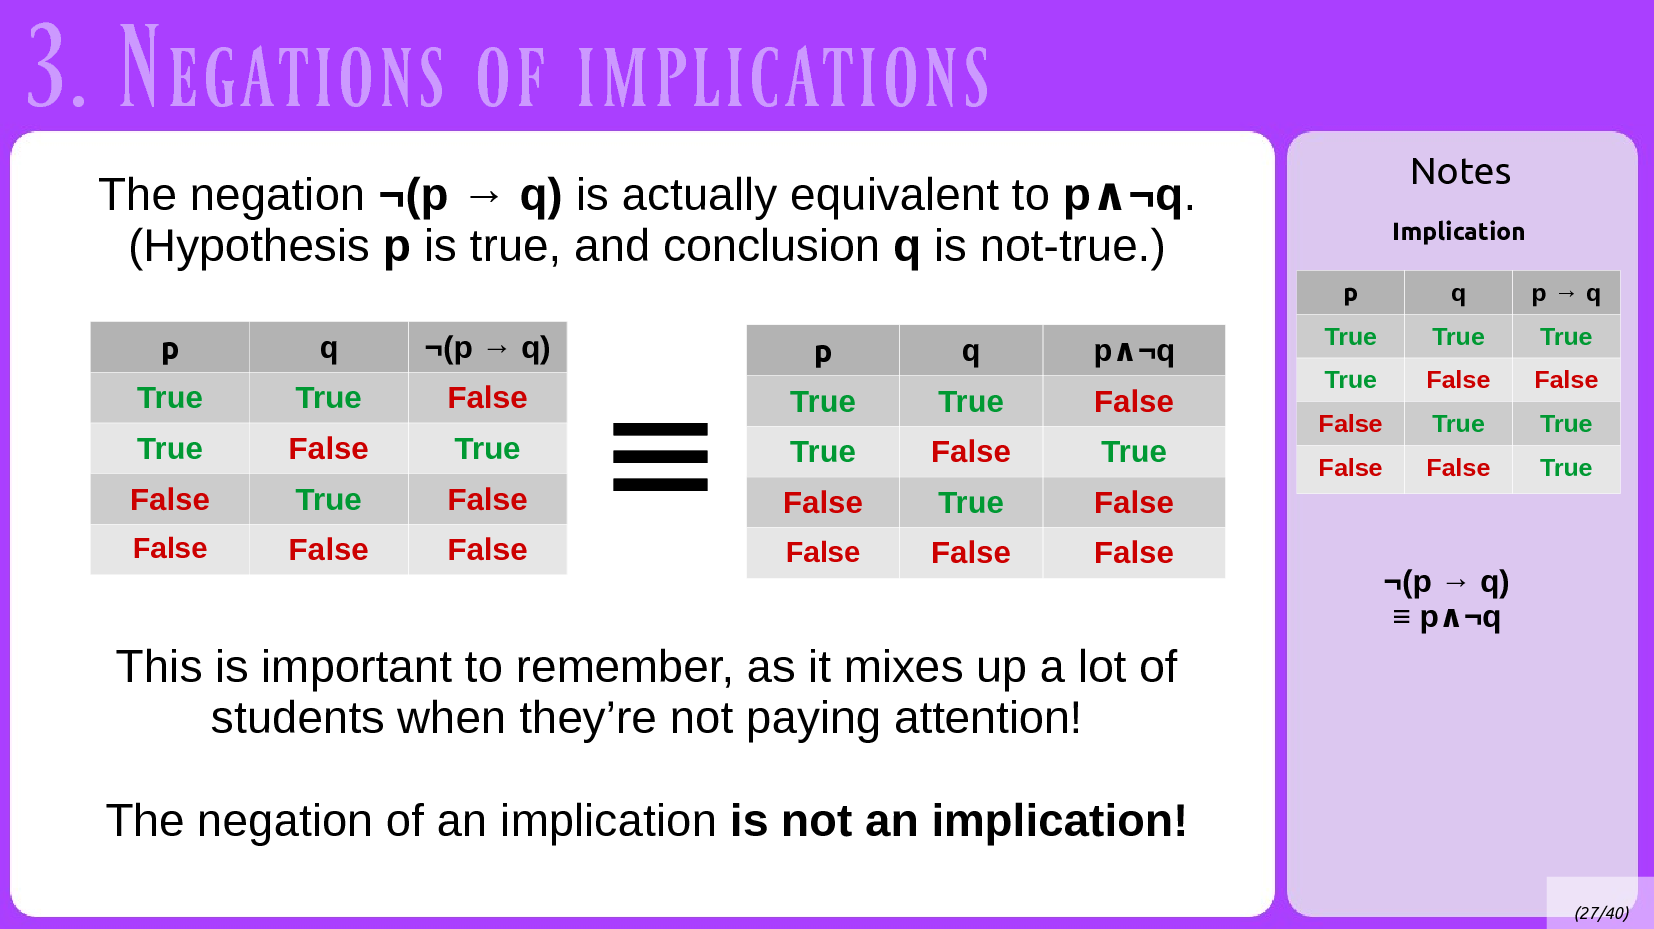 3. Negations of implications
The negation ¬(p → q) is actually equivalent to p∧¬q.
(Hypothesis p is true, and conclusion q is not-true.)
p q ¬(p → q)
True True False
True False True
False True False
False False False
≡
p q p∧¬q
True True False
True False True
False True False
False False False
This is important to remember, as it mixes up a lot of
students when they’re not paying attention!
The negation of an implication is not an implication!
Notes
Implication
p q p → q
True True True
True False False
False True True
False False True
¬(p → q)
≡ p∧¬q
(27/40)